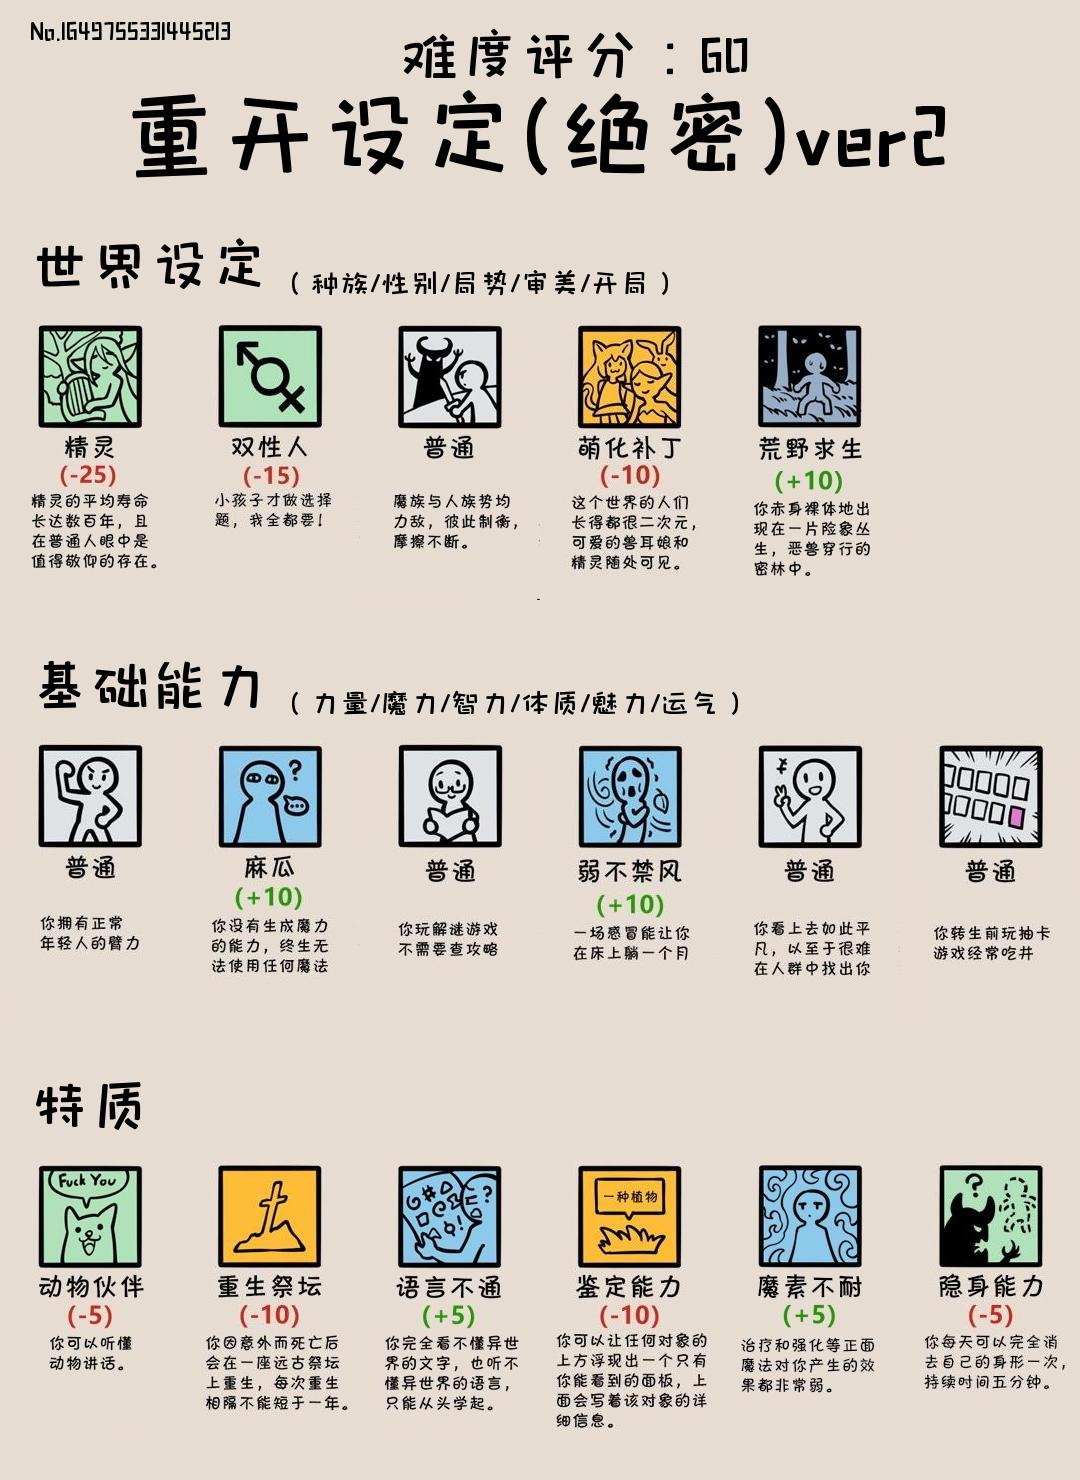 No.1649755331445213
难度评分：60
重开设定(绝密)ver2
世界设定（种族/性别/局势/审美/开局）
精灵
(-25)
精灵的平均寿命
长达数百年，且
在普通人眼中是
值得敬仰的存在。
双性人
(-15)
小孩子才做选择
题，我全都要！
普通
魔族与人族势均
力敌，彼此制衡，
摩擦不断。
萌化补丁
(-10)
这个世界的人们
长得都很二次元，
可爱的兽耳娘和
精灵随处可见。
荒野求生
(+10)
你赤身裸体地出
现在一片险象丛
生，恶兽穿行的
密林中。
基础能力（力量/魔力/智力/体质/魅力/运气）
普通
你拥有正常
年轻人的臂力
?
麻瓜
(+10)
你没有生成魔力
的能力，终生无
法使用任何魔法
普通
你玩解谜游戏
不需要查攻略
弱不禁风
(+10)
一场感冒能让你
在床上躺一个月
普通
你看上去如此平
凡，以至于很难
在人群中找出你
普通
你转生前玩抽卡
游戏经常吃井
特质
Fuck You
动物伙伴
(-5)
你可以听懂
动物讲话。
重生祭坛
(-10)
你因意外而死亡后
会在一座远古祭坛
上重生，每次重生
相隔不能短于一年。
?
语言不通
(+5)
你完全看不懂异世
界的文字，也听不
懂异世界的语言，
只能从头学起。
一种植物
鉴定能力
(-10)
你可以让任何对象的
上方浮现出一个只有
你能看到的面板，上
面会写着该对象的详
细信息。
魔素不耐
(+5)
治疗和强化等正面
魔法对你产生的效
果都非常弱。
?
隐身能力
(-5)
你每天可以完全消
去自己的身形一次，
持续时间五分钟。